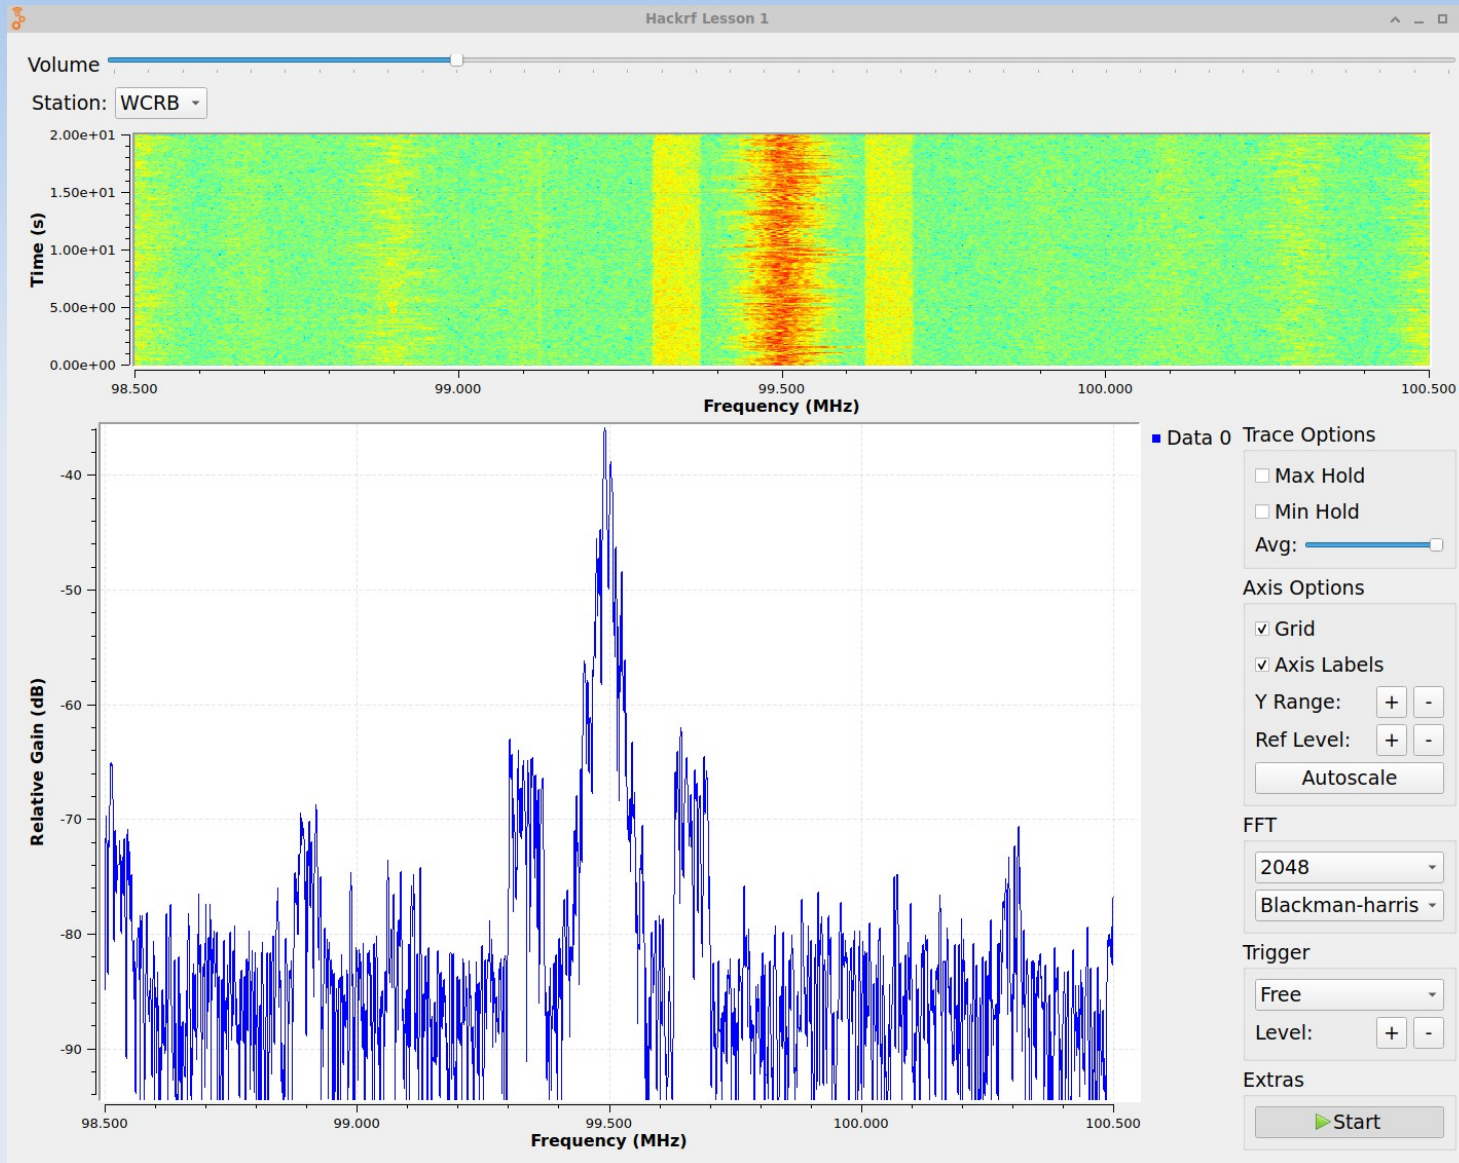 Hackrf Lesson 1
Volume
Station: WCRB
2.00e+01
1.50e+01
1.00e+01
5.00e+00
0.00e+00
Time (s)
98.500 99.000 99.500 100.000 100.500
Frequency (MHz)
Data 0
-40
-50
-60
-70
-80
-90
Relative Gain (dB)
98.500 99.000 99.500 100.000 100.500
Frequency (MHz)
Trace Options
Max Hold
Min Hold
Avg:
Axis Options
Grid
Axis Labels
Y Range: + -
Ref Level: + -
Autoscale
FFT
2048
Blackman-harris
Trigger
Free
Level: + -
Extras
Start